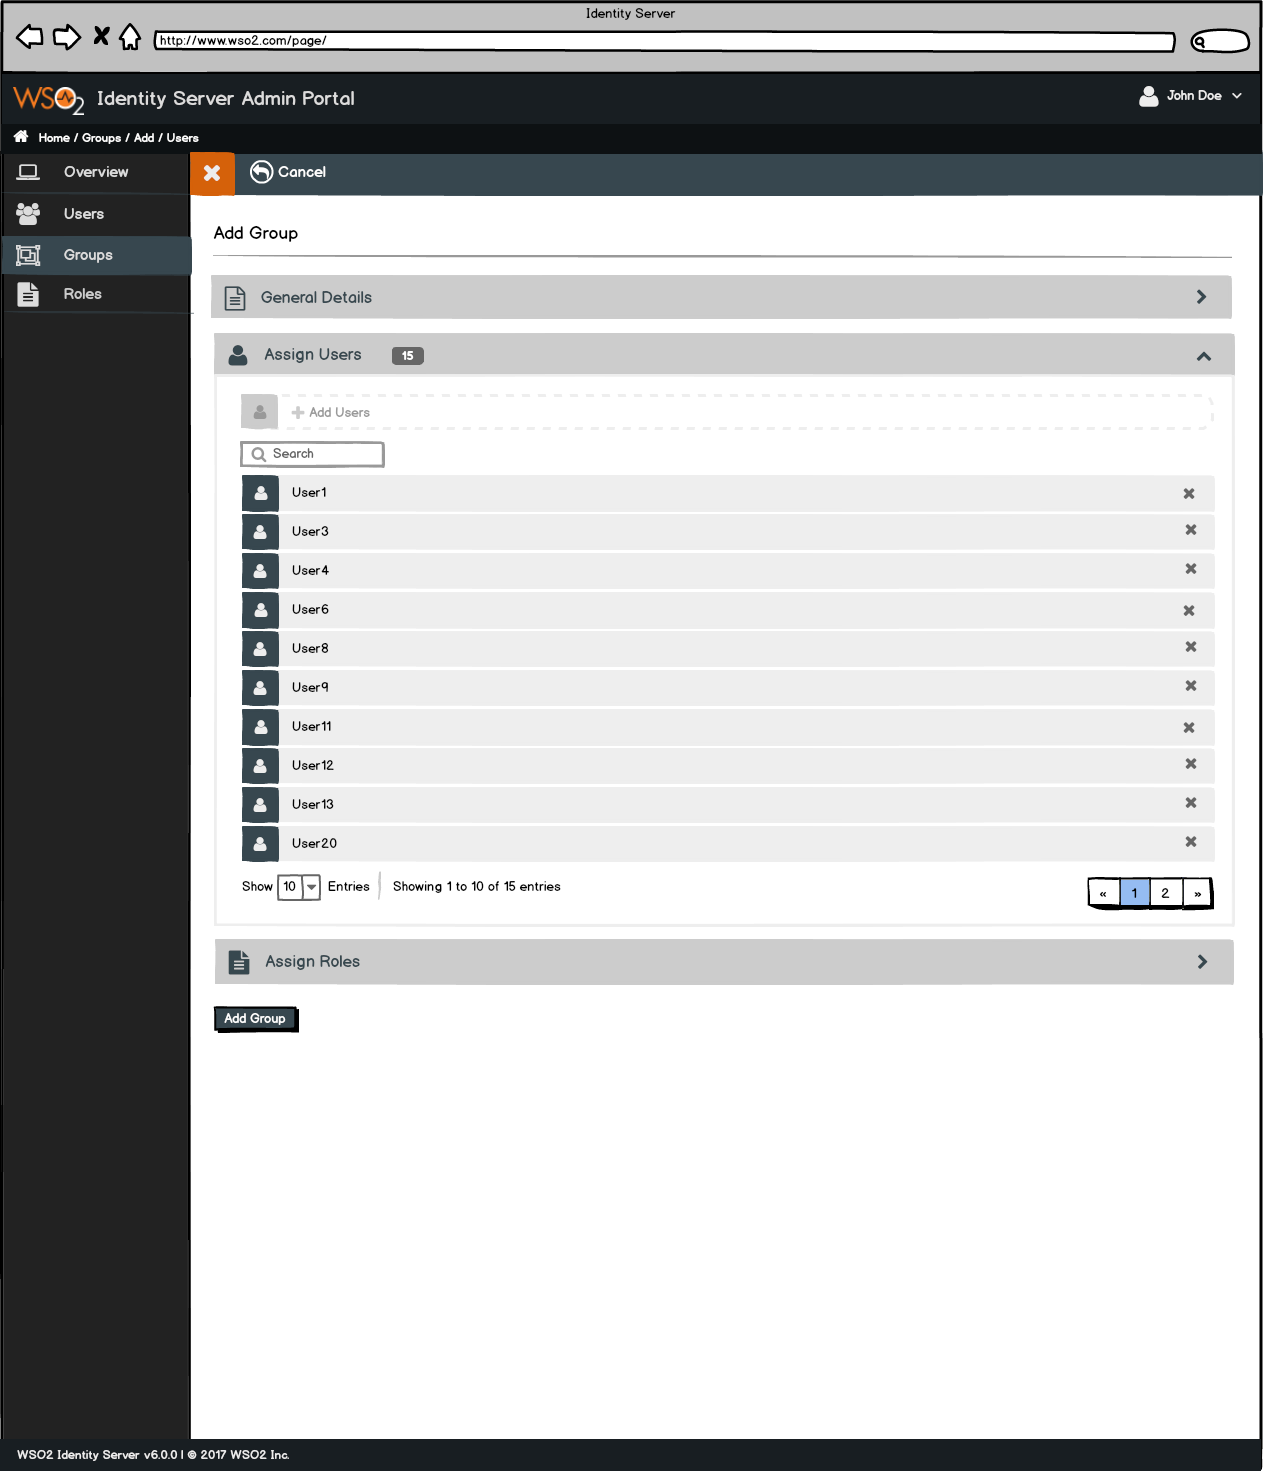 Identity Server
http://www.wso2.com/page/
WSO2 Identity Server Admin Portal
John Doe
Home / Groups / Add / Users
Overview
Cancel
Users
Groups
Roles
Add Group
General Details
Assign Users 15
Add Users
Search
User1
User3
User4
User6
User8
User9
User11
User12
User13
User20
Show 10 Entries Showing 1 to 10 of 15 entries
« 1 2 »
Assign Roles
Add Group
WSO2 Identity Server v6.0.0 | © 2017 WSO2 Inc.